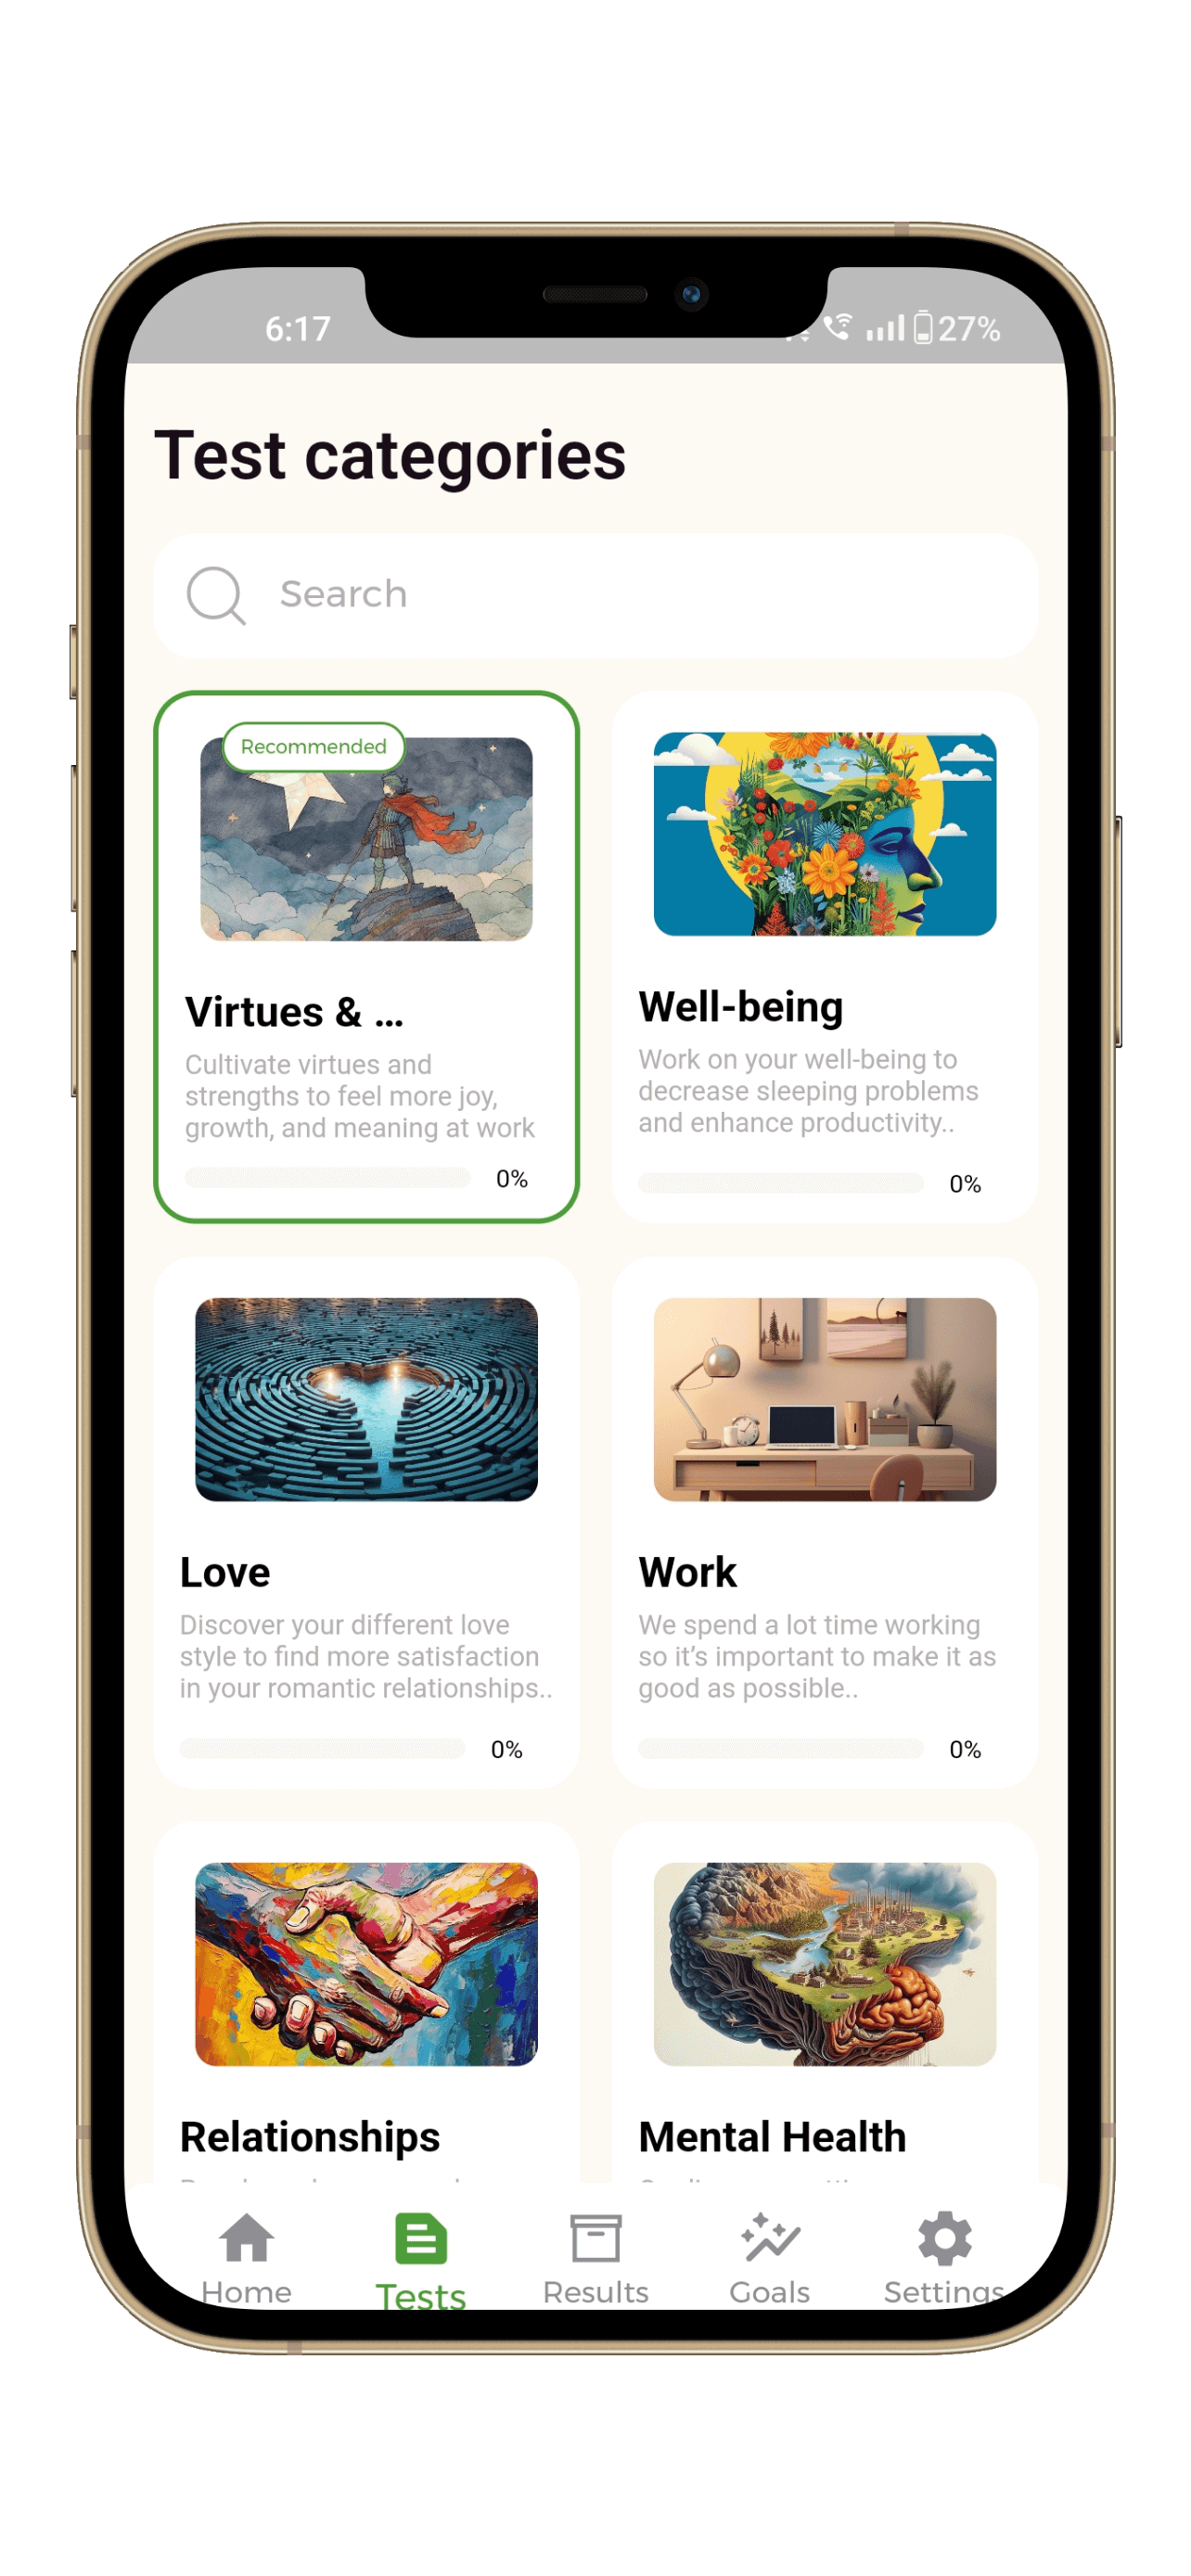 6:17
27%
Test categories
Search
Recommended
Virtues & ...
Cultivate virtues and
strengths to feel more joy,
growth, and meaning at work
0%
Well-being
Work on your well-being to
decrease sleeping problems
and enhance productivity..
0%
Love
Discover your different love
style to find more satisfaction
in your romantic relationships..
0%
Work
We spend a lot time working
so it’s important to make it as
good as possible..
0%
Relationships
Mental Health
Home
Tests
Results
Goals
Settings